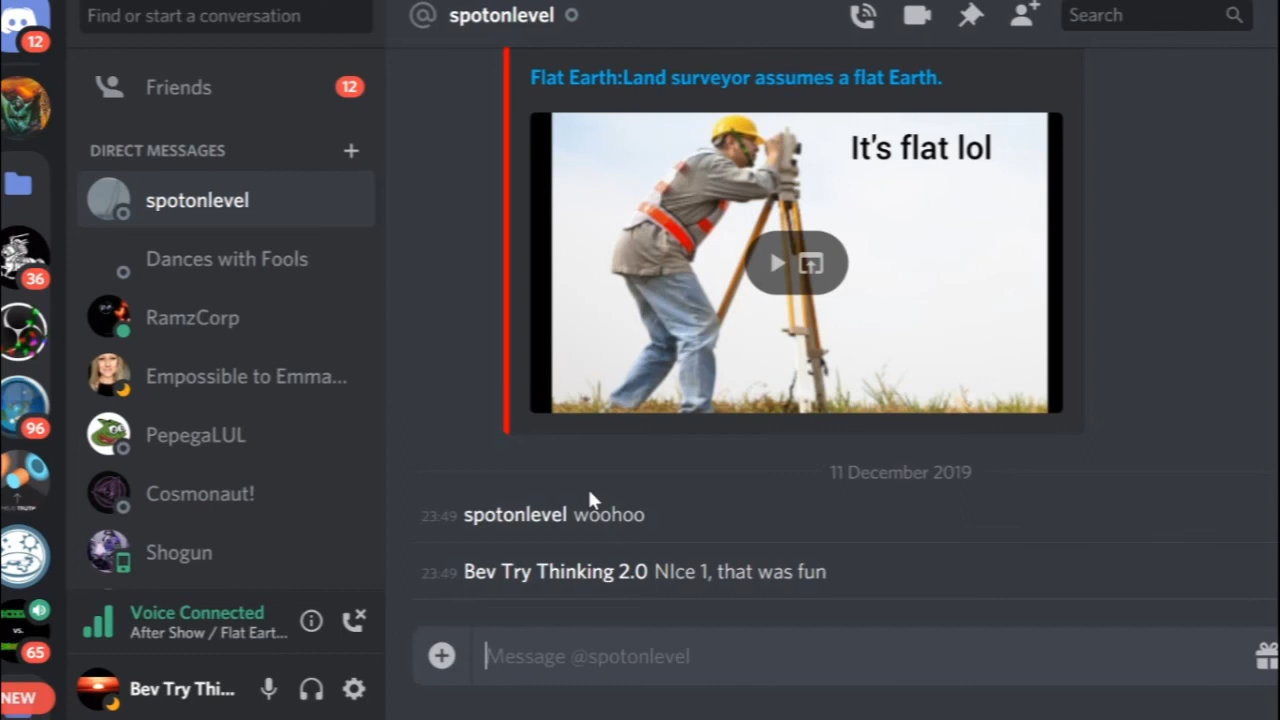 Find or start a conversation
@ spotonlevel
Search
12
Friends
12
DIRECT MESSAGES
spotonlevel
Dances with Fools
RamzCorp
Empossible to Emma...
PepegaLUL
Cosmonaut!
Shogun
36
96
VS.
65
NEW
Voice Connected
After Show / Flat Eart...
Bev Try Thi...
Flat Earth:Land surveyor assumes a flat Earth.
It's flat lol
11 December 2019
23:49 spotonlevel woohoo
23:49 Bev Try Thinking 2.0 NIce 1, that was fun
Message @spotonlevel